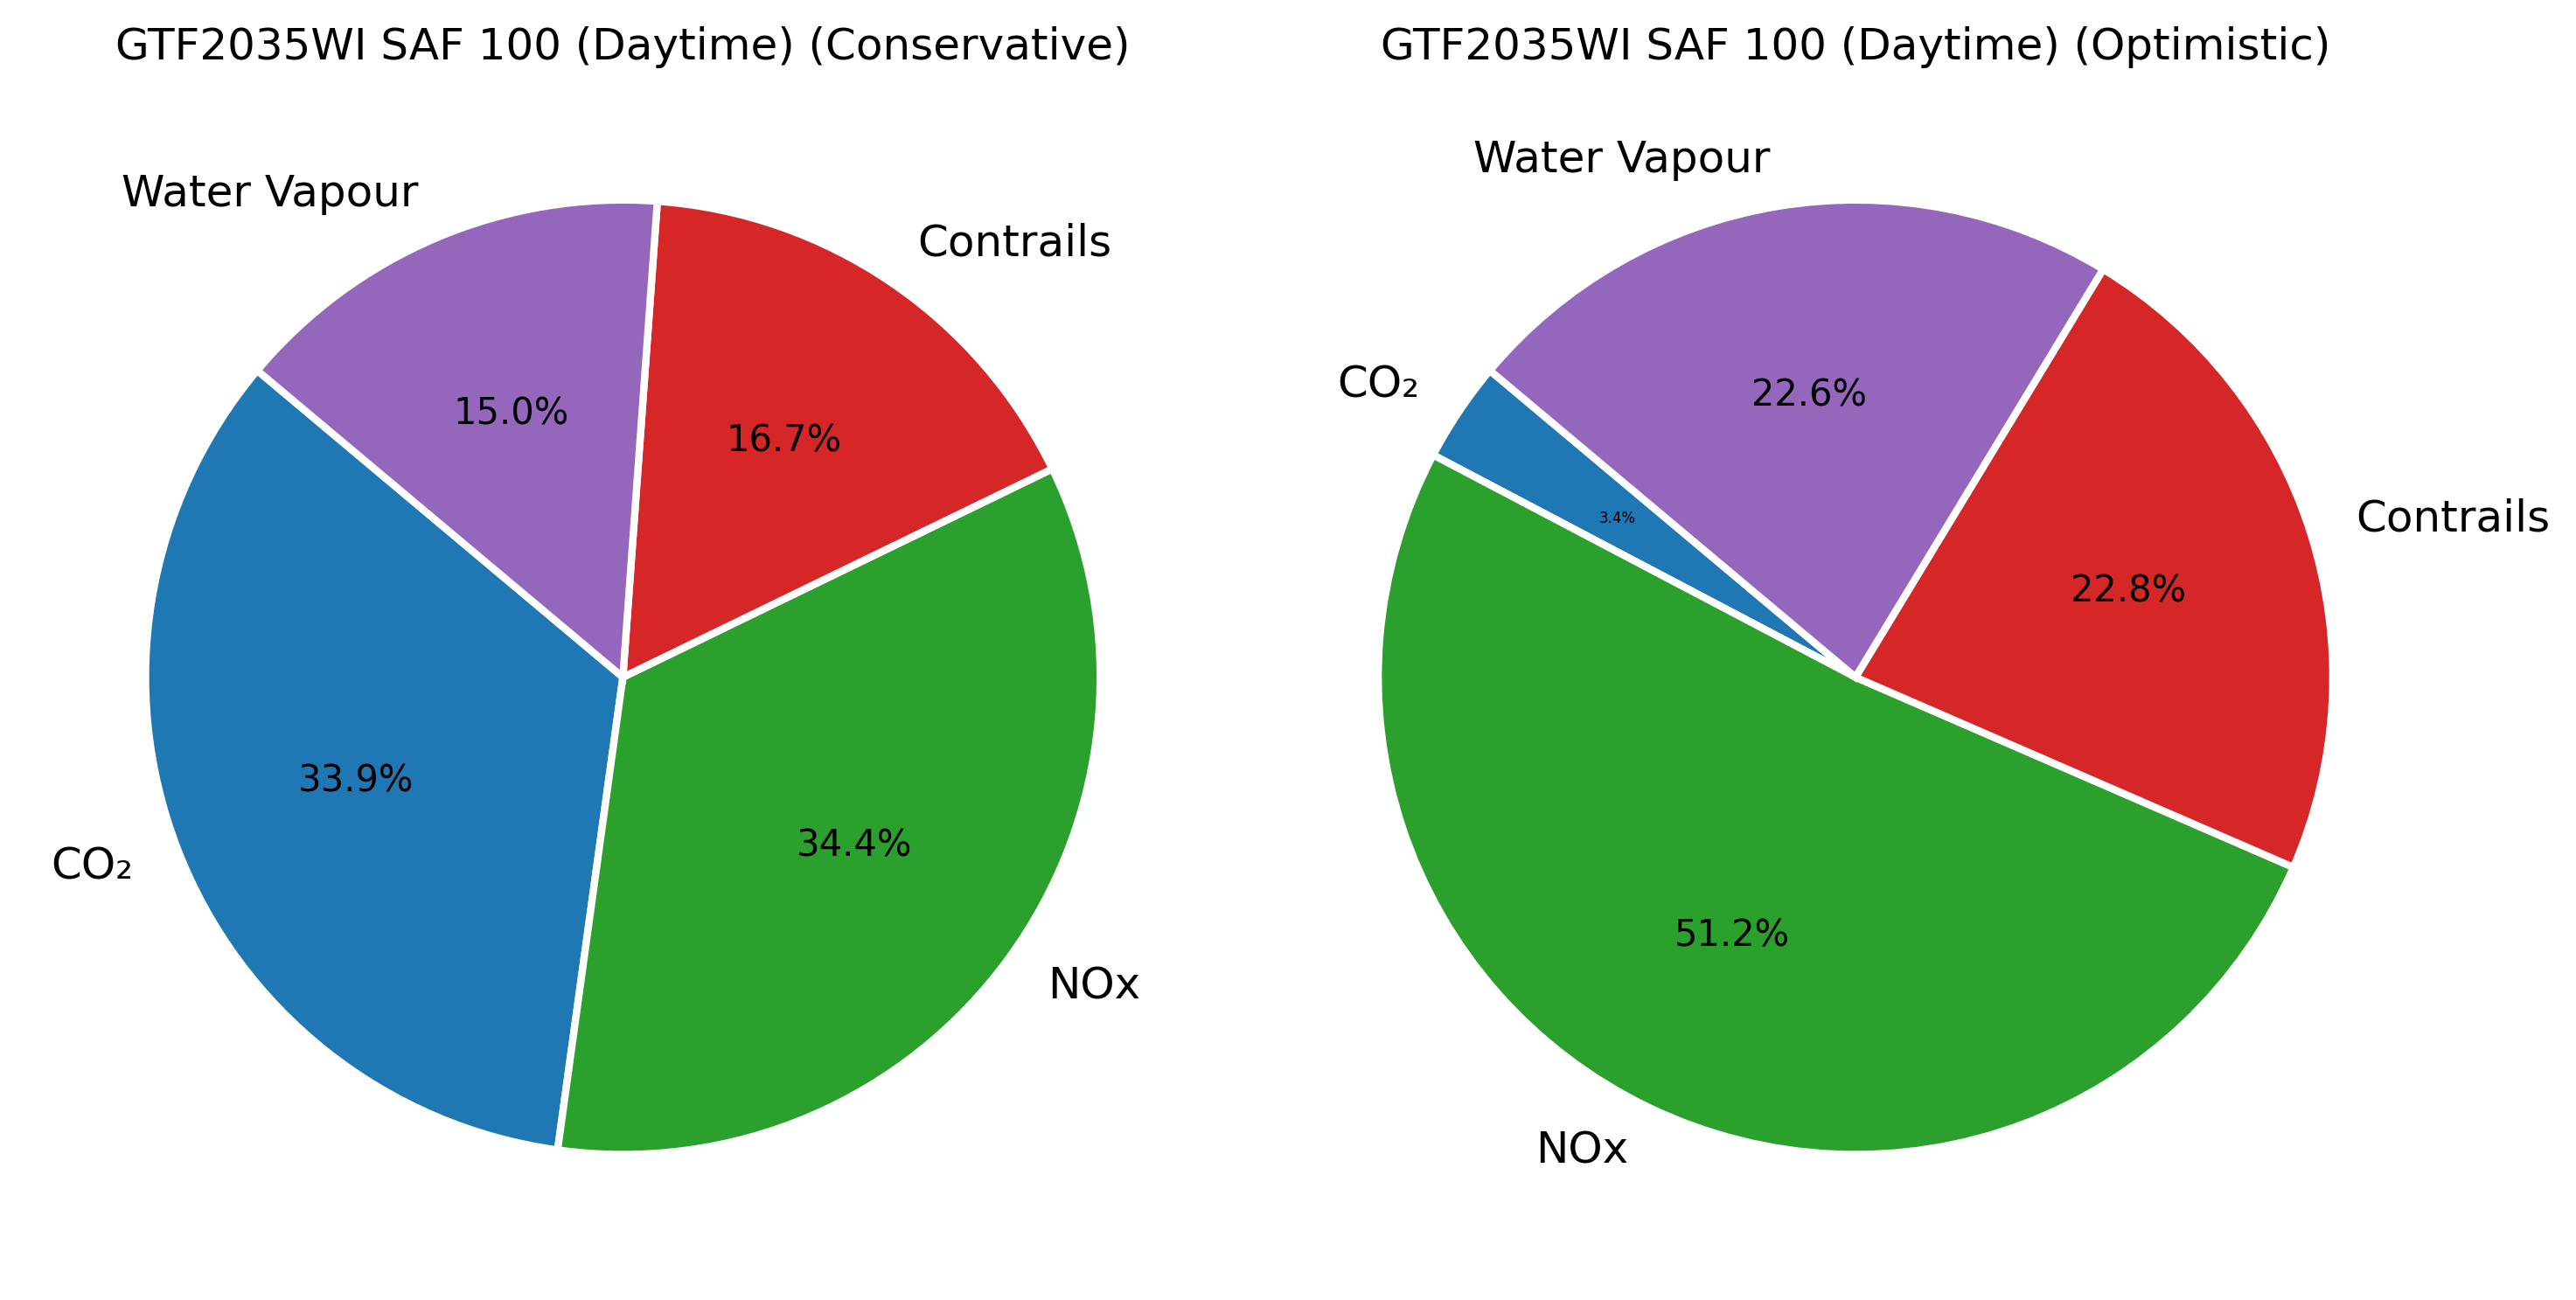 GTF2035WI SAF 100 (Daytime) (Conservative)
Water Vapour
Contrails
15.0%
16.7%
33.9%
34.4%
CO₂
NOx
GTF2035WI SAF 100 (Daytime) (Optimistic)
Water Vapour
CO₂
22.6%
3.4%
Contrails
22.8%
51.2%
NOx